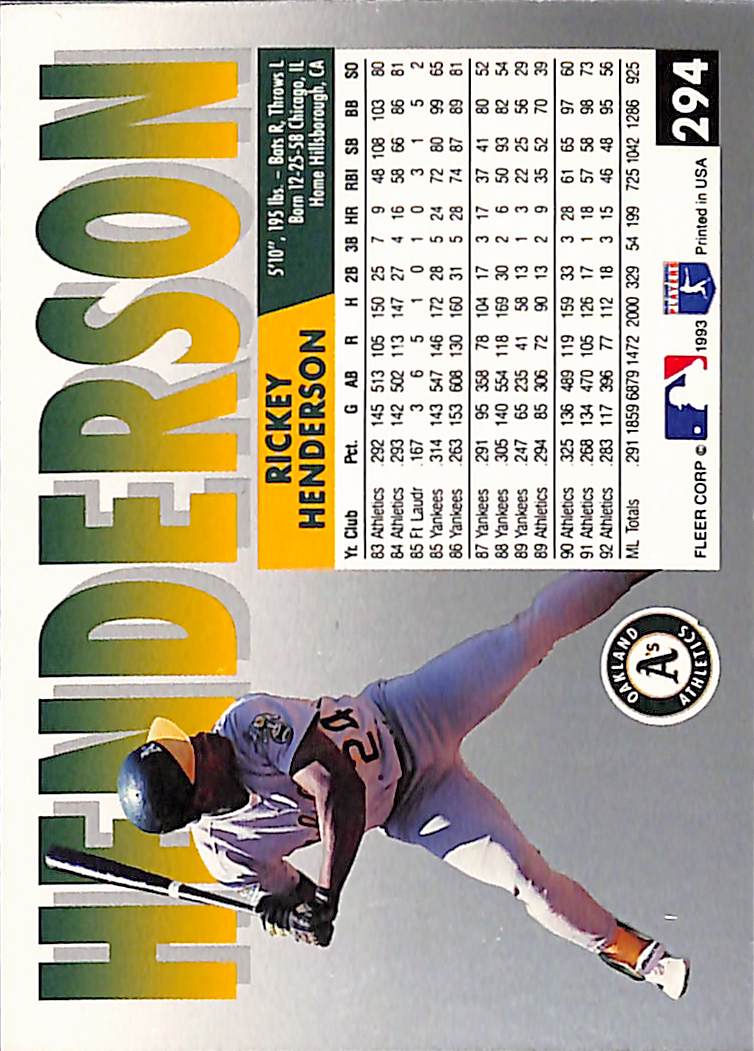 HENDERSON
RICKEY
HENDERSON
5'10", 195 lbs. – Bats R, Throws L
Born 12-25-58 Chicago, IL
Home Hillsborough, CA
Yr. Club Pct. G AB R H 2B 3B HR RBI SB BB SO
83 Athletics .292 145 513 105 150 25 7 9 48 108 103 80
84 Athletics .293 142 502 113 147 27 4 16 58 66 86 81
85 Ft Laudr .167 3 6 5 1 0 1 0 3 1 5 2
85 Yankees .314 143 547 146 172 28 5 24 72 80 99 65
86 Yankees .263 153 608 130 160 31 5 28 74 87 89 81
87 Yankees .291 95 358 78 104 17 3 17 37 41 80 52
88 Yankees .305 140 554 118 169 30 2 6 50 93 82 54
89 Yankees .247 65 235 41 58 13 1 3 22 25 56 29
89 Athletics .294 85 306 72 90 13 2 9 35 52 70 39
90 Athletics .325 136 489 119 159 33 3 28 61 65 97 60
91 Athletics .268 134 470 105 126 17 1 18 57 58 98 73
92 Athletics .283 117 396 77 112 18 3 15 46 48 95 56
ML Totals .291 1859 6879 1472 2000 329 54 199 725 1042 1286 925
FLEER CORP © 1993 PLAYERS Printed in USA
294
OAKLAND
A's
ATHLETICS
24